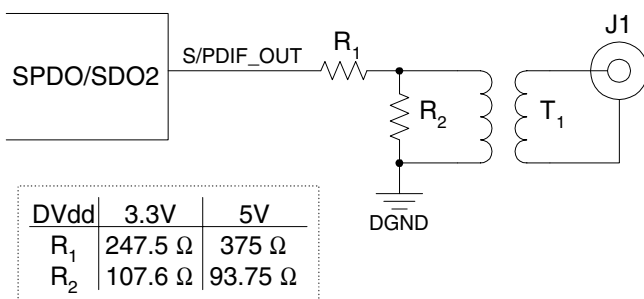 J1
S/PDIF_OUT
R1
SPDO/SDO2
R2
T1
DGND
DVdd 3.3V 5V
R1 247.5 Ω 375 Ω
R2 107.6 Ω 93.75 Ω